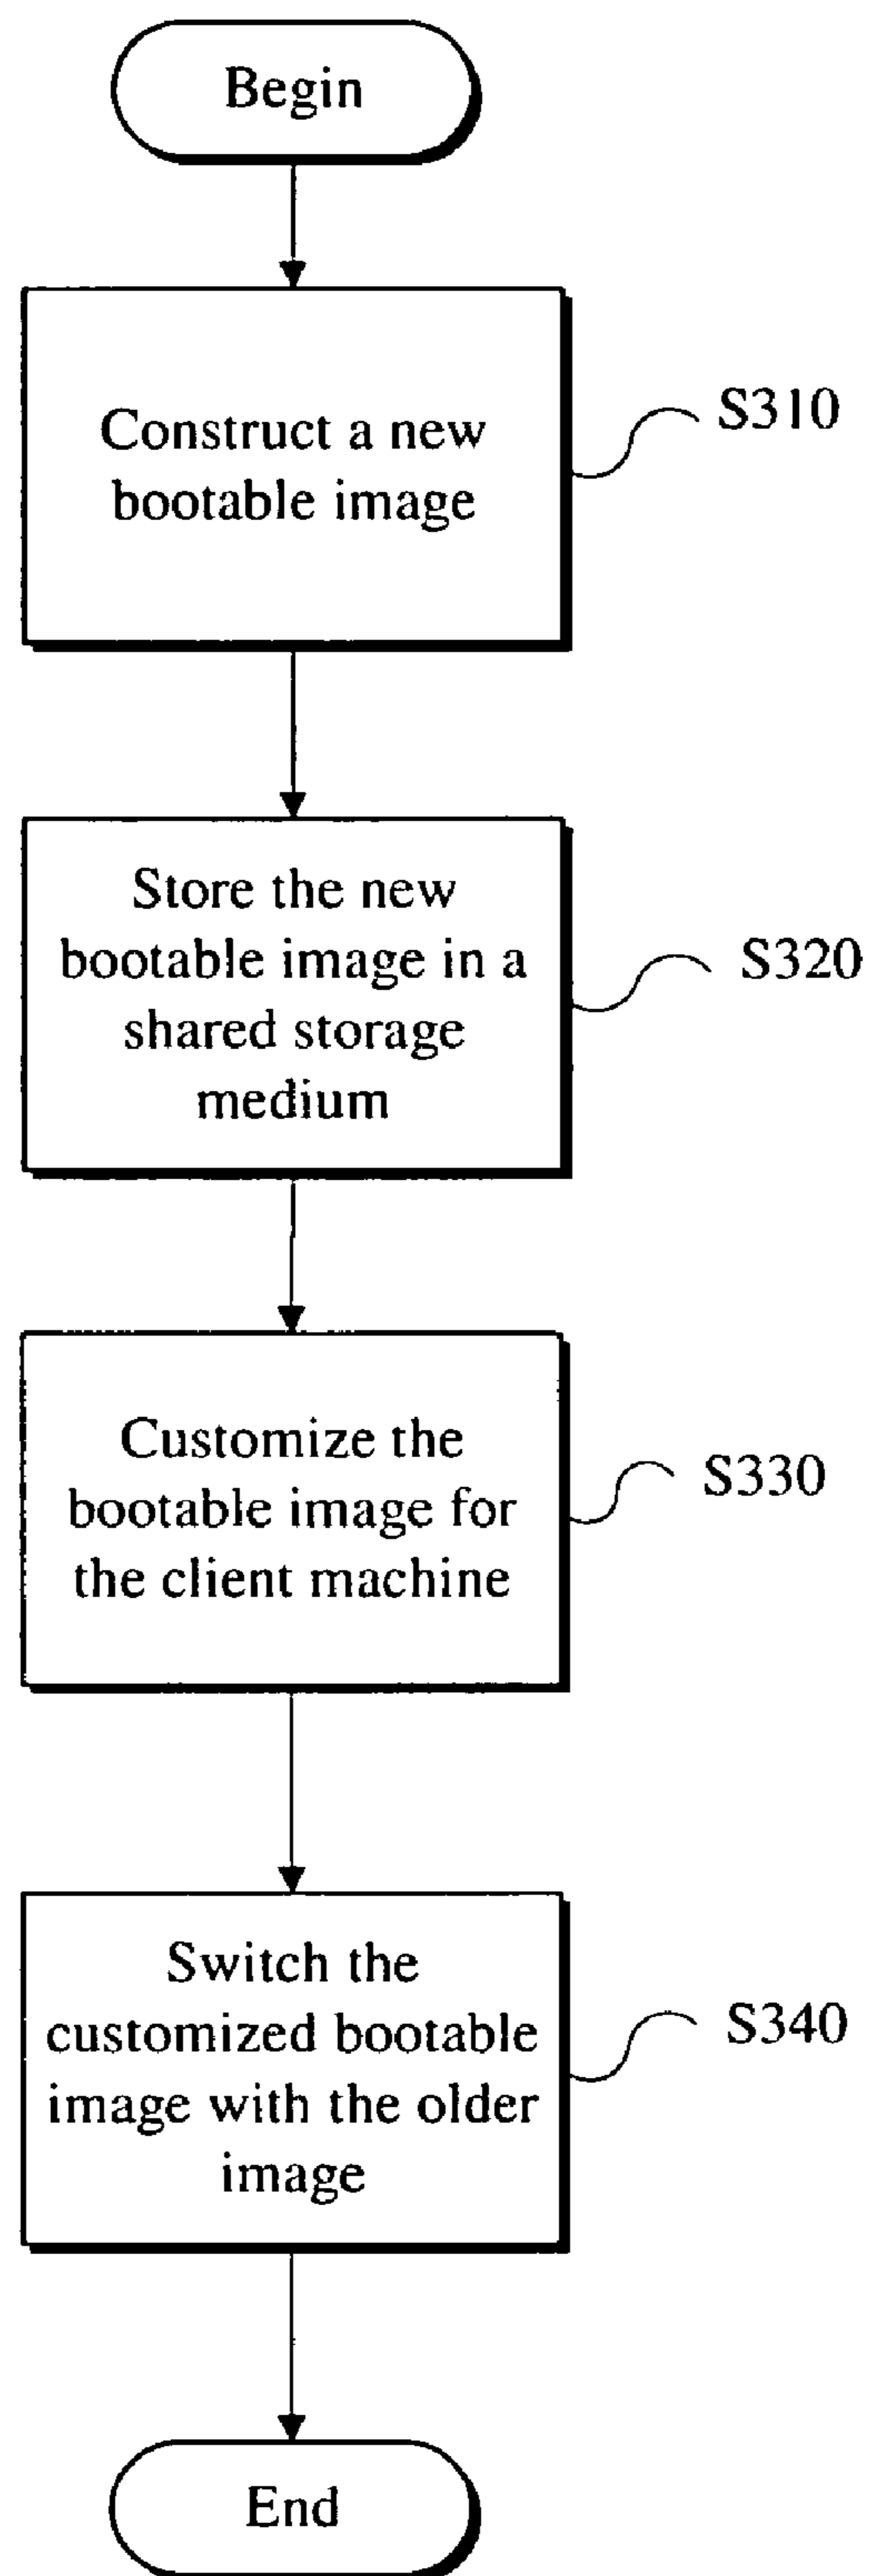 Begin
Construct a new
bootable image
S310
Store the new
bootable image in a
shared storage
medium
S320
Customize the
bootable image for
the client machine
S330
Switch the
customized bootable
image with the older
image
S340
End